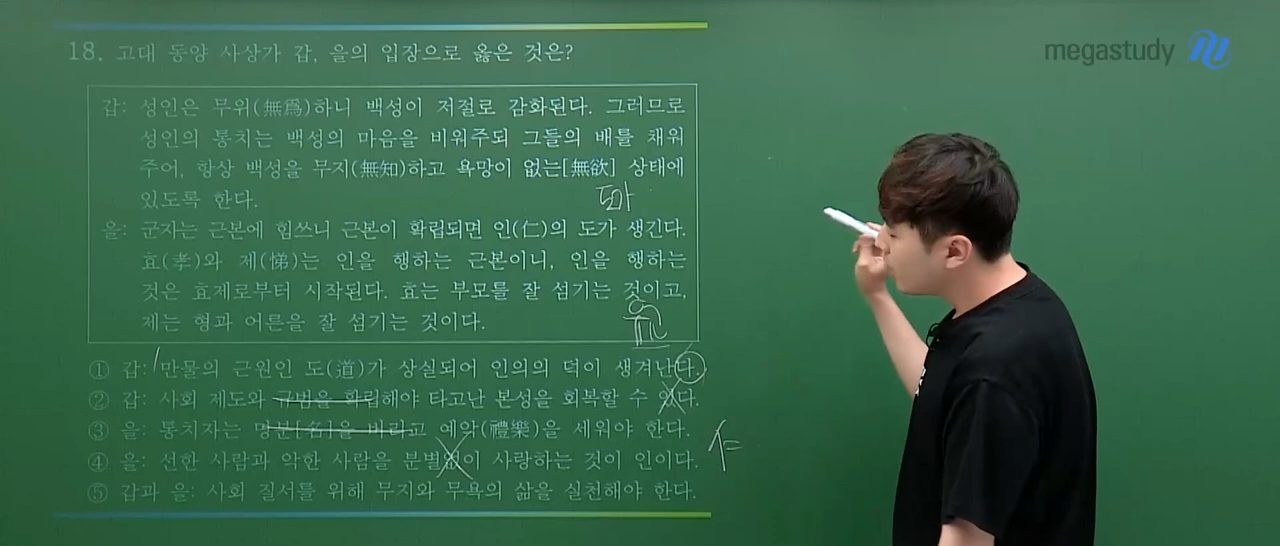 18. 고대 동양 사상가 갑, 을의 입장으로 옳은 것은?
megastudy
갑: 성인은 무위(無爲)하니 백성이 저절로 감화된다. 그러므로
성인의 통치는 백성의 마음을 비워주되 그들의 배를 채워
주어, 항상 백성을 무지(無知)하고 욕망이 없는[無欲] 상태에
있도록 한다.
도가
을: 군자는 근본에 힘쓰니 근본이 확립되면 인(仁)의 도가 생긴다.
효(孝)와 제(悌)는 인을 행하는 근본이니, 인을 행하는
것은 효제로부터 시작된다. 효는 부모를 잘 섬기는 것이고,
제는 형과 어른을 잘 섬기는 것이다.
① 갑: 만물의 근원인 도(道)가 상실되어 인의의 덕이 생겨난다.
② 갑: 사회 제도와 규범을 확립해야 타고난 본성을 회복할 수 있다.
③ 을: 통치자는 명분[名]을 버리고 예악(禮樂)을 세워야 한다.
④ 을: 선한 사람과 악한 사람을 분별없이 사랑하는 것이 인이다.
仁
⑤ 갑과 을: 사회 질서를 위해 무지와 무욕의 삶을 실천해야 한다.